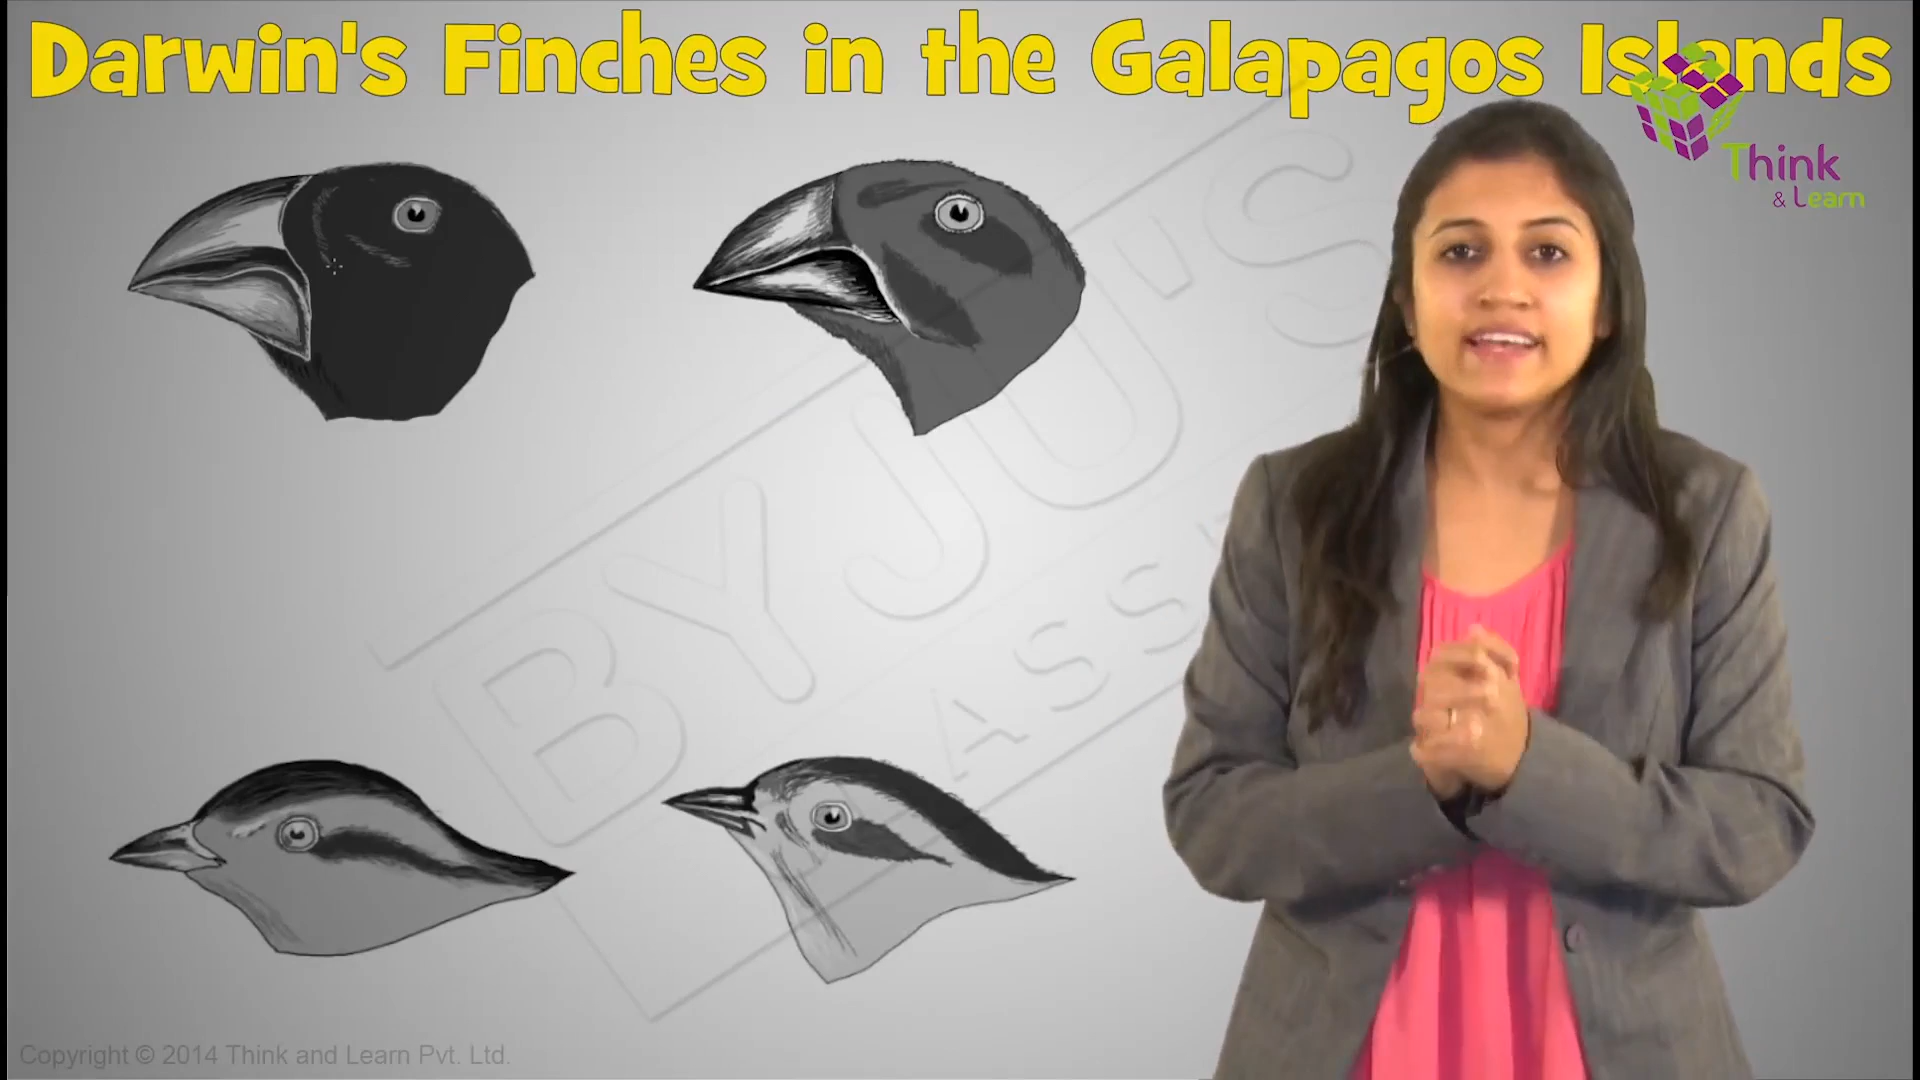 Darwin's Finches in the Galapagos Islands
Think
& Learn
BYJU'S
Copyright © 2014 Think and Learn Pvt. Ltd.